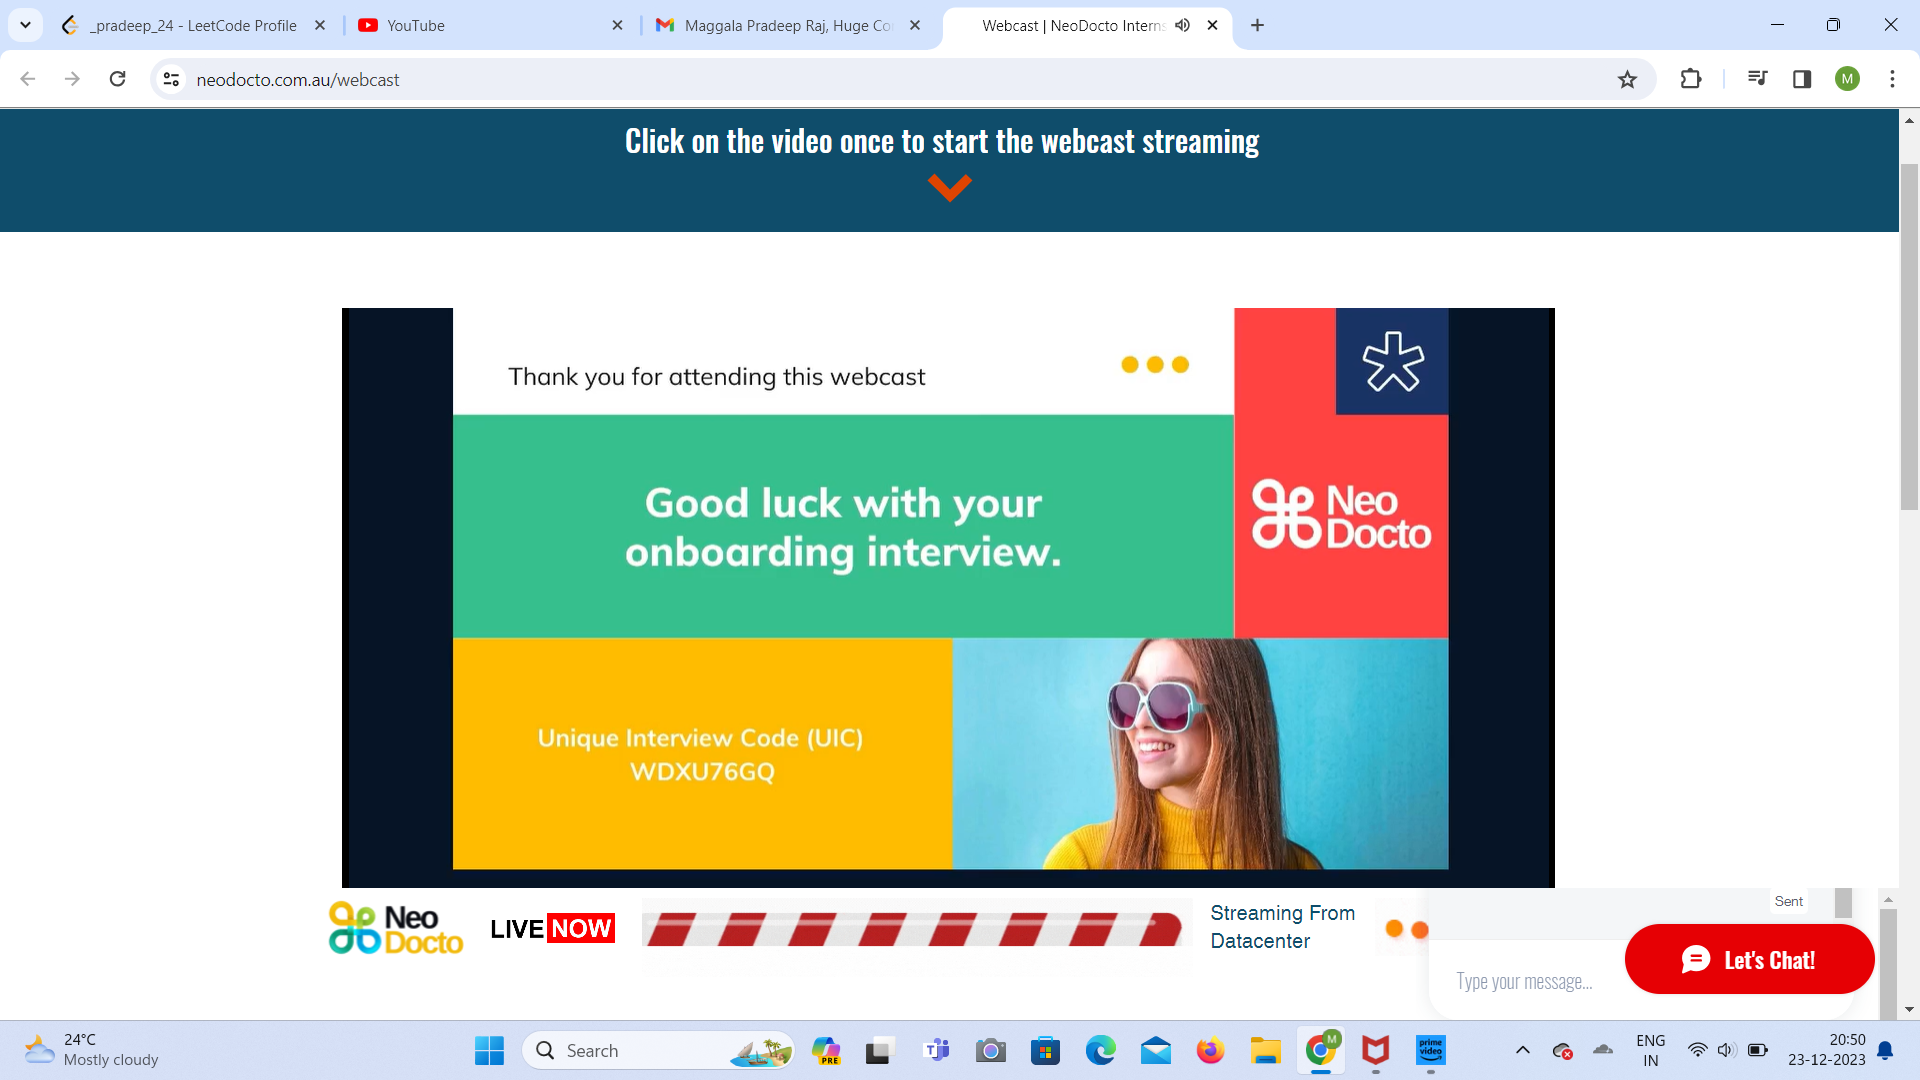 _pradeep_24 - LeetCode Profile
YouTube
Maggala Pradeep Raj, Huge Co
Webcast | NeoDocto Interns
neodocto.com.au/webcast
M
Click on the video once to start the webcast streaming
Thank you for attending this webcast
Good luck with your
onboarding interview.
Neo
Docto
Unique Interview Code (UIC)
WDXU76GQ
Neo
Docto
LIVE NOW
Streaming From
Datacenter
Sent
Type your message...
Let's Chat!
24°C
Mostly cloudy
Search
PRE
M
prime
video
ENG
IN
20:50
23-12-2023